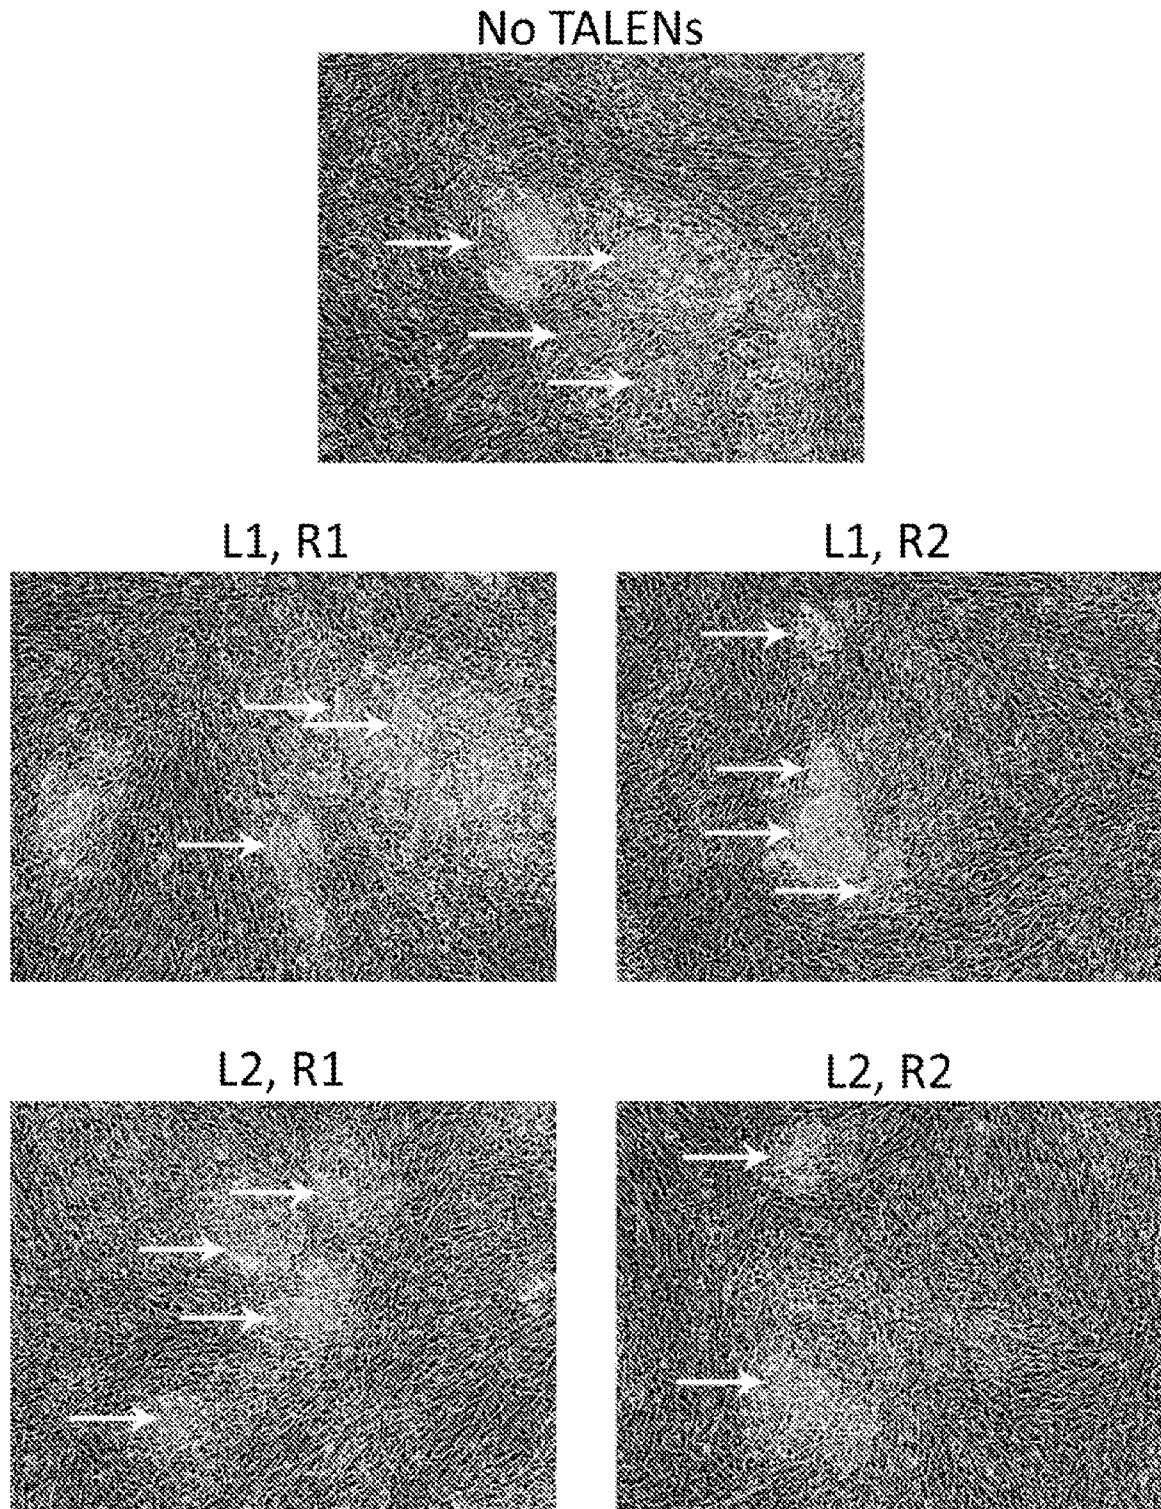 No TALENs
L1, R1
L1, R2
L2, R1
L2, R2